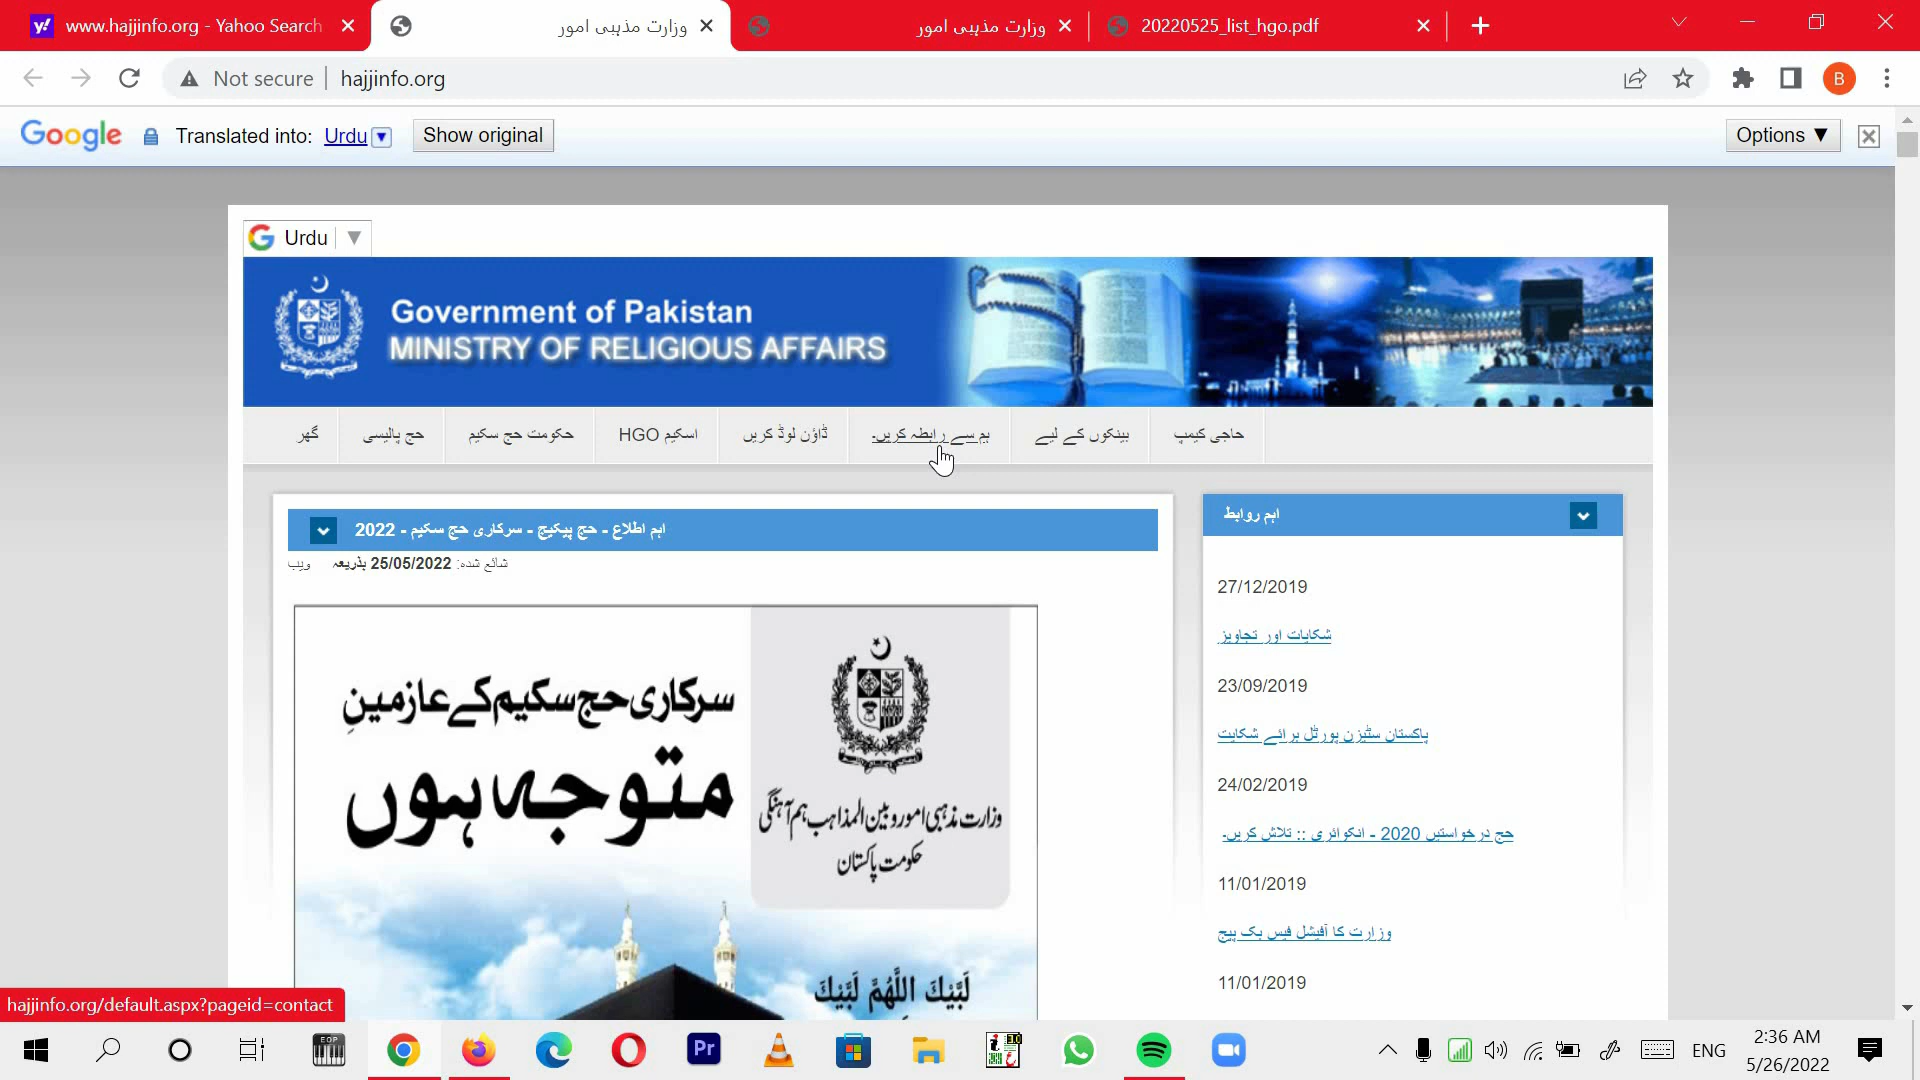 www.hajjinfo.org - Yahoo Search
وزارت مذہبی امور
وزارت مذہبی امور
20220525_list_hgo.pdf
Not secure
hajjinfo.org
B
Google
Translated into: Urdu
Show original
Options ▼
Urdu
Government of Pakistan
MINISTRY OF RELIGIOUS AFFAIRS
گھر
حج پالیسی
حکومت حج سکیم
اسکیم HGO
ڈاؤن لوڈ کریں
ہم سے رابطہ کریں۔
بینکوں کے لیے
حاجی کیمپ
اہم اطلاع - حج پیکیج - سرکاری حج سکیم - 2022
شائع شدہ: 25/05/2022 بذریعہ ویب
سرکاری حج سکیم کے عازمینِ
متوجہ ہوں
وزارت مذہبی امور و بین المذاہب ہم آہنگی
حکومت پاکستان
لَبَّيْكَ اللَّهُمَّ لَبَّيْكَ
اہم روابط
27/12/2019
شکایات اور تجاویز
23/09/2019
پاکستان سٹیزن پورٹل برائے شکایت
24/02/2019
حج درخواستیں 2020 - انکوائری :: تلاش کریں۔
11/01/2019
وزارت کا آفیشل فیس بک پیج
11/01/2019
hajjinfo.org/default.aspx?pageid=contact
EOP
Pr
ENG
2:36 AM
5/26/2022